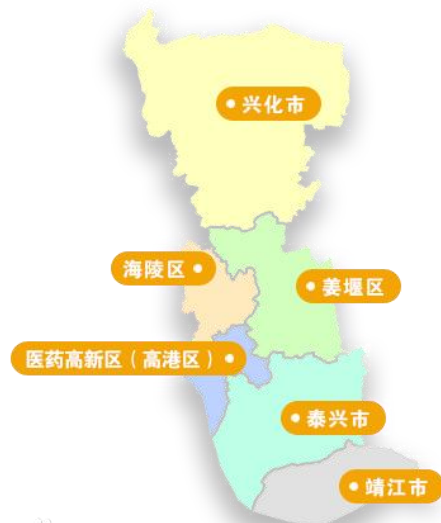 兴化市
海陵区
姜堰区
医药高新区（高港区）
泰兴市
靖江市